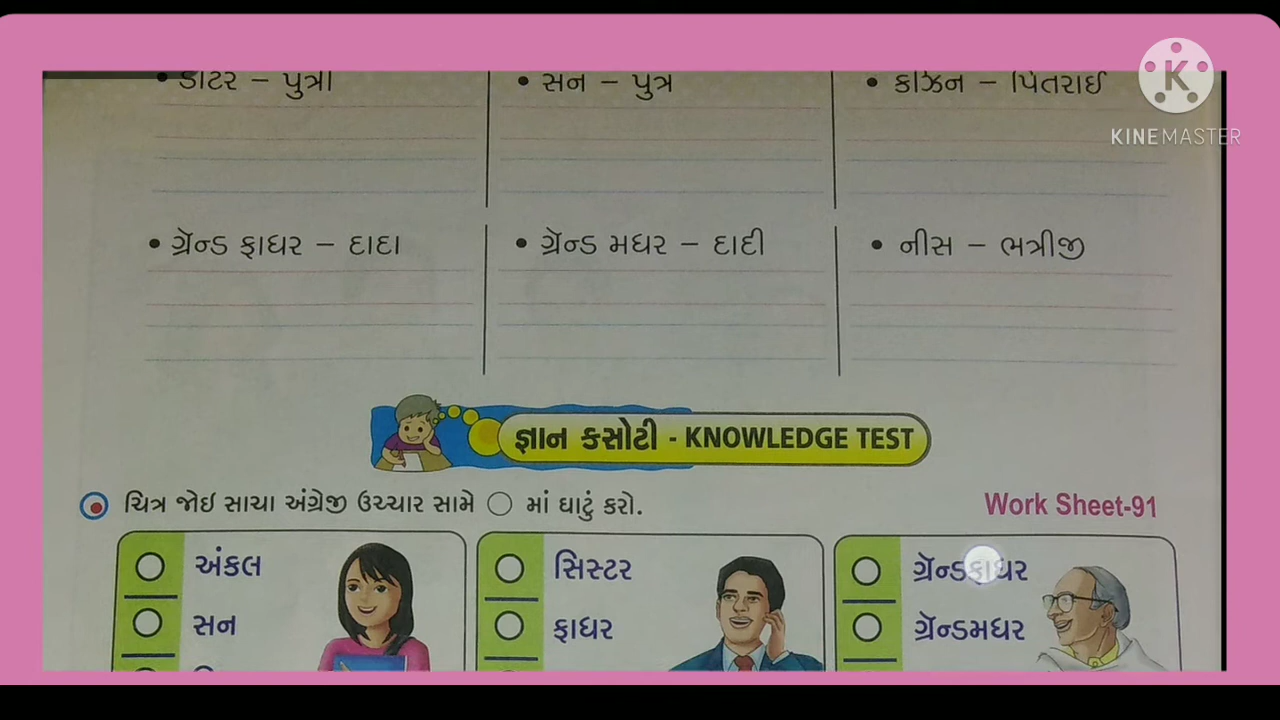 • ડૉટર – પુત્રી • સન – પુત્ર • કઝિન – પિતરાઈ
KINEMASTER
• ગ્રૅન્ડ ફાધર – દાદા • ગ્રૅન્ડ મધર – દાદી • નીસ – ભત્રીજી
જ્ઞાન કસોટી - KNOWLEDGE TEST
ચિત્ર જોઇ સાચા અંગ્રેજી ઉચ્ચાર સામે ○ માં ઘાટું કરો. Work Sheet-91
અંકલ સિસ્ટર ગ્રૅન્ડફાધર
સન ફાધર ગ્રૅન્ડમધર